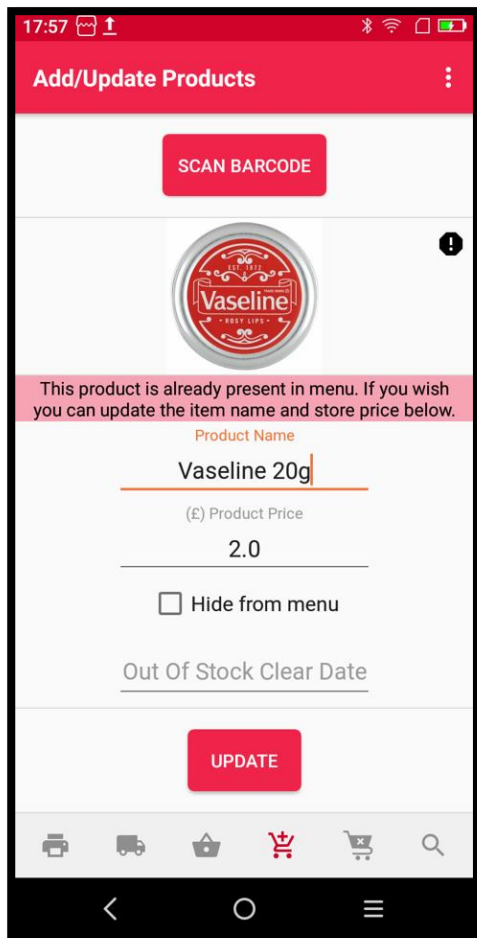 17:57
Add/Update Products
SCAN BARCODE
EST. 1872
TRADE MARK
Vaseline
• ROSY LIPS •
This product is already present in menu. If you wish
you can update the item name and store price below.
Product Name
Vaseline 20g
(£) Product Price
2.0
Hide from menu
Out Of Stock Clear Date
UPDATE